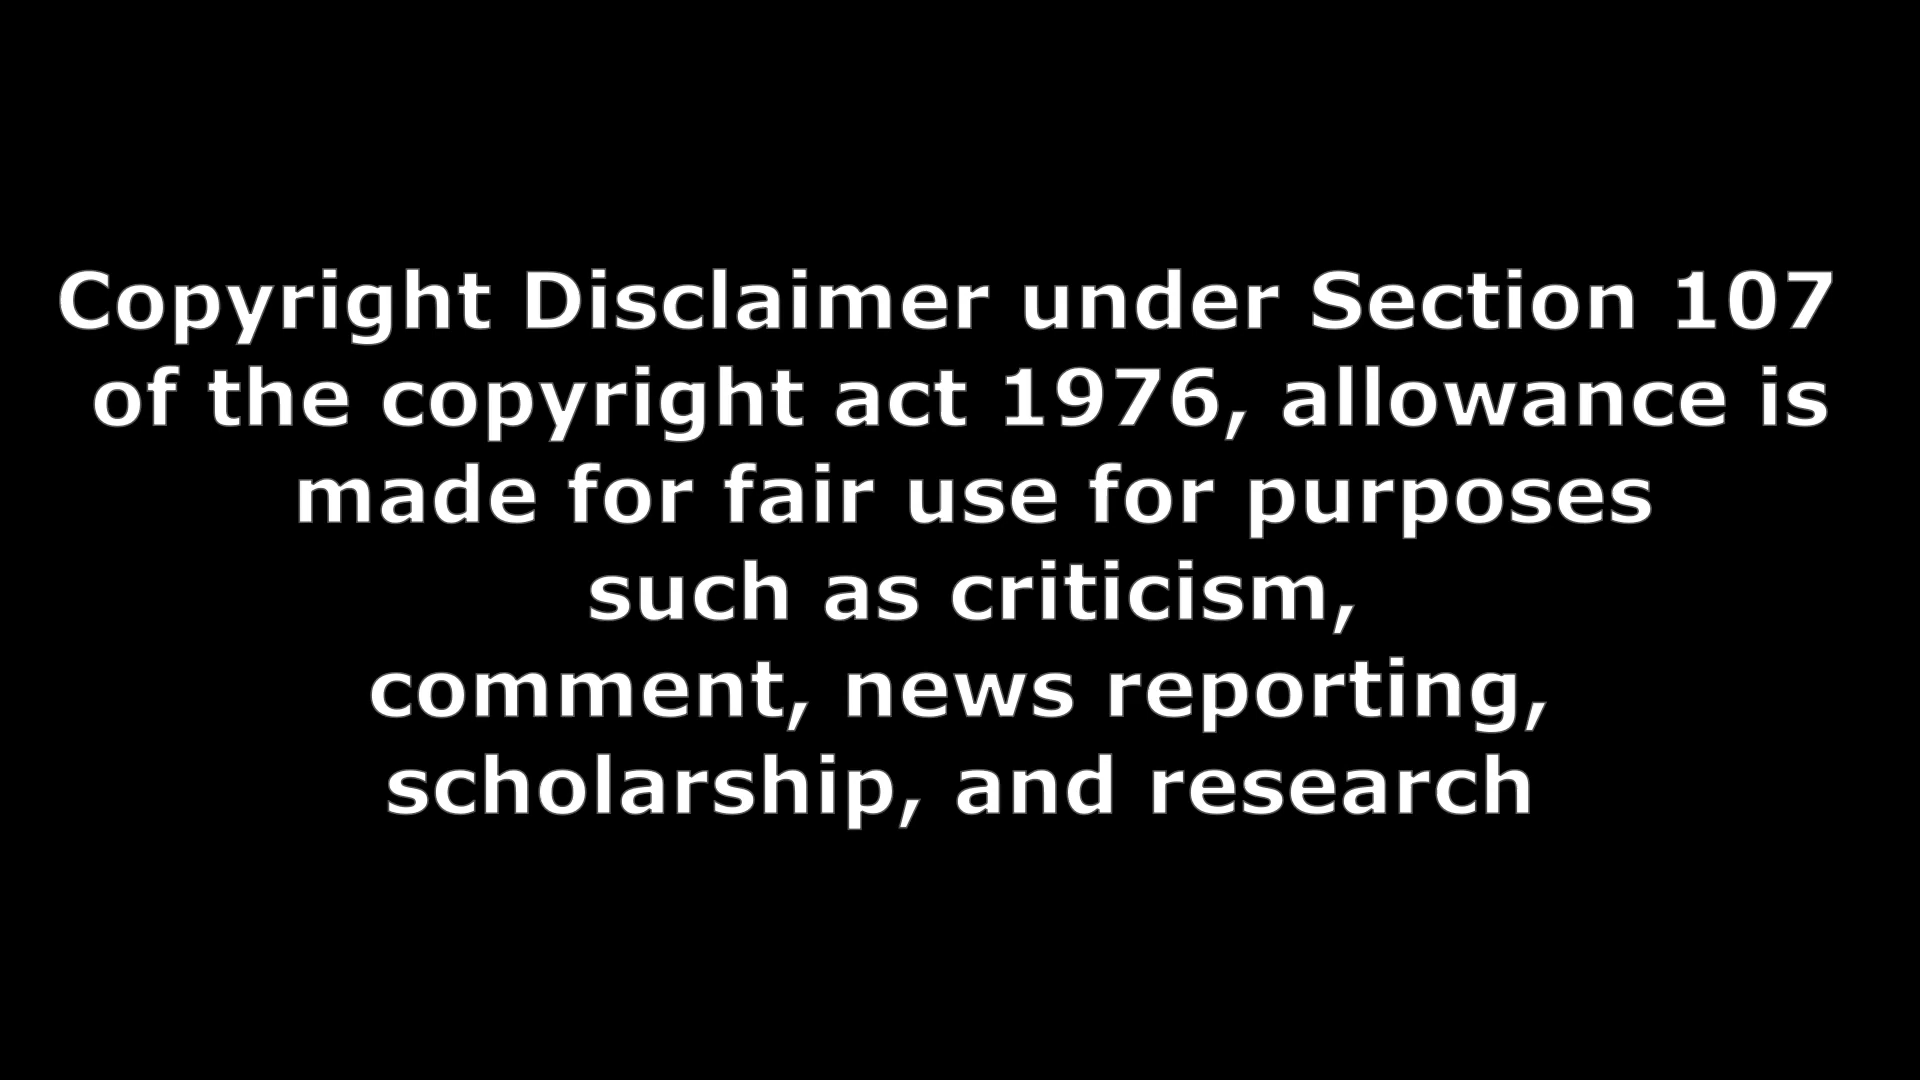 Copyright Disclaimer under Section 107
of the copyright act 1976, allowance is
made for fair use for purposes
such as criticism,
comment, news reporting,
scholarship, and research